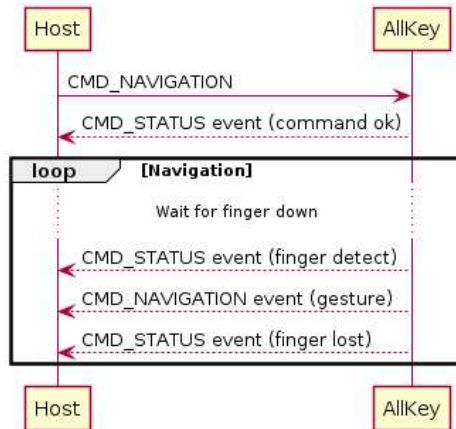 Host AllKey
CMD_NAVIGATION
CMD_STATUS event (command ok)
loop [Navigation]
Wait for finger down
CMD_STATUS event (finger detect)
CMD_NAVIGATION event (gesture)
CMD_STATUS event (finger lost)
Host AllKey